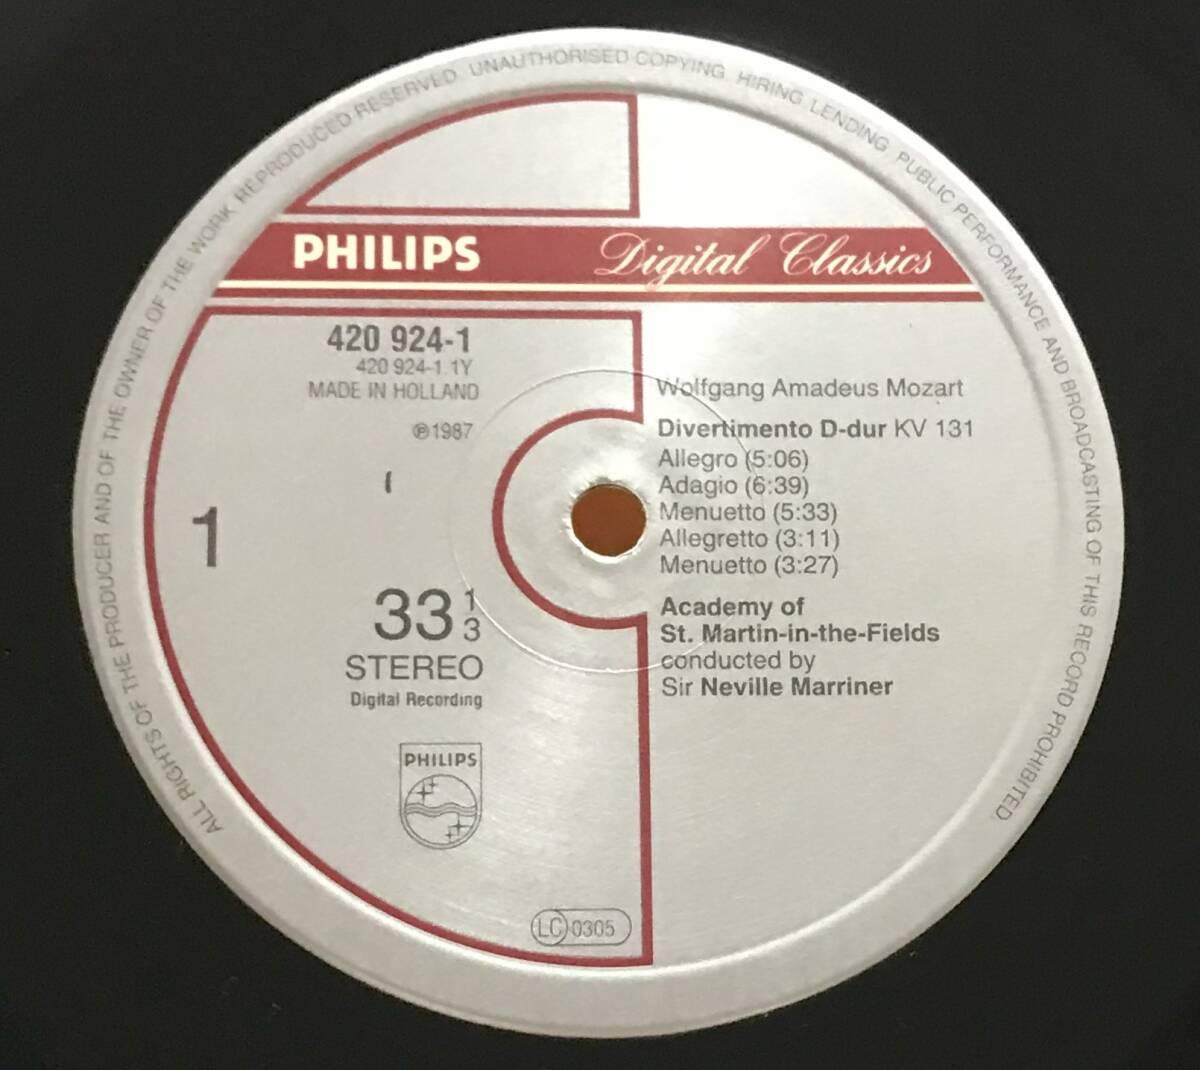 ALL RIGHTS OF THE PRODUCER AND OF THE OWNER OF THE WORK REPRODUCED RESERVED. UNAUTHORISED COPYING HIRING LENDING PUBLIC PERFORMANCE AND BROADCASTING OF THIS RECORD PROHIBITED.
PHILIPS Digital Classics
420 924-1
420 924-1.1Y
MADE IN HOLLAND
℗1987
1
33 1/3
STEREO
Digital Recording
PHILIPS
LC 0305
Wolfgang Amadeus Mozart
Divertimento D-dur KV 131
Allegro (5:06)
Adagio (6:39)
Menuetto (5:33)
Allegretto (3:11)
Menuetto (3:27)
Academy of
St. Martin-in-the-Fields
conducted by
Sir Neville Marriner